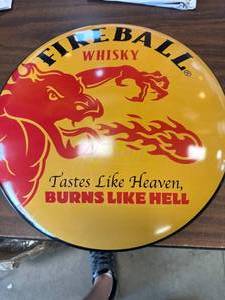 FIREBALL®
WHISKY
Tastes Like Heaven,
BURNS LIKE HELL